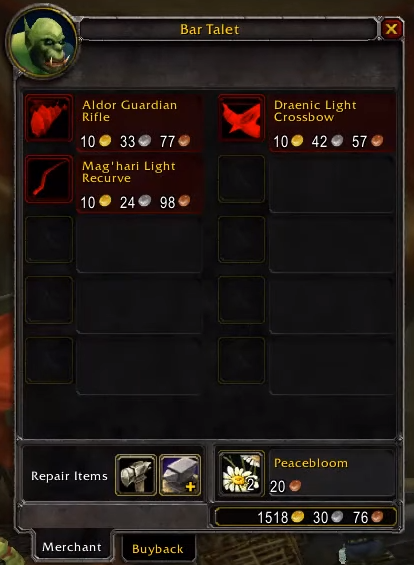 Bar Talet
Aldor Guardian
Rifle
10 33 77
Draenic Light
Crossbow
10 42 57
Mag'hari Light
Recurve
10 24 98
Repair Items
2
Peacebloom
20
1518 30 76
Merchant
Buyback